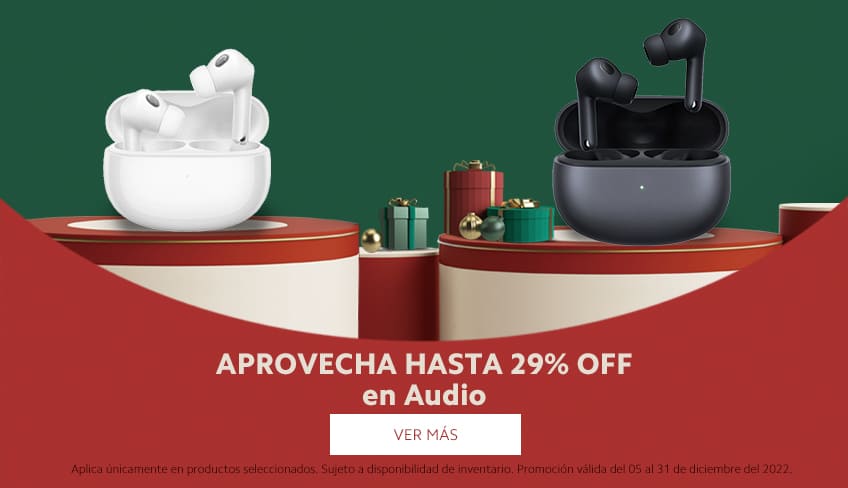 APROVECHA HASTA 29% OFF
en Audio
VER MÁS
Aplica únicamente en productos seleccionados. Sujeto a disponibilidad de inventario. Promoción válida del 05 al 31 de diciembre del 2022.